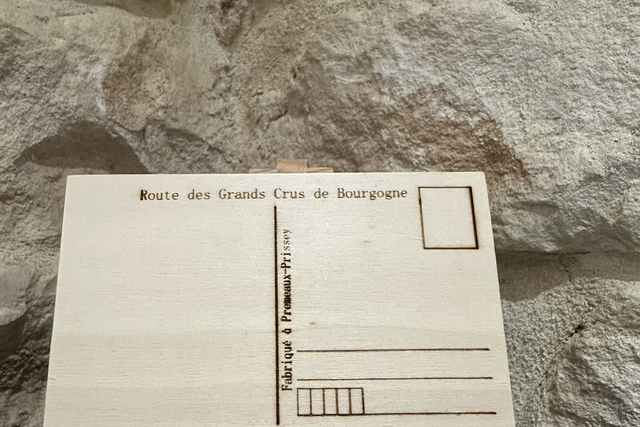 Route des Grands Crus de Bourgogne
Fabriqué à Premeaux-Prissey